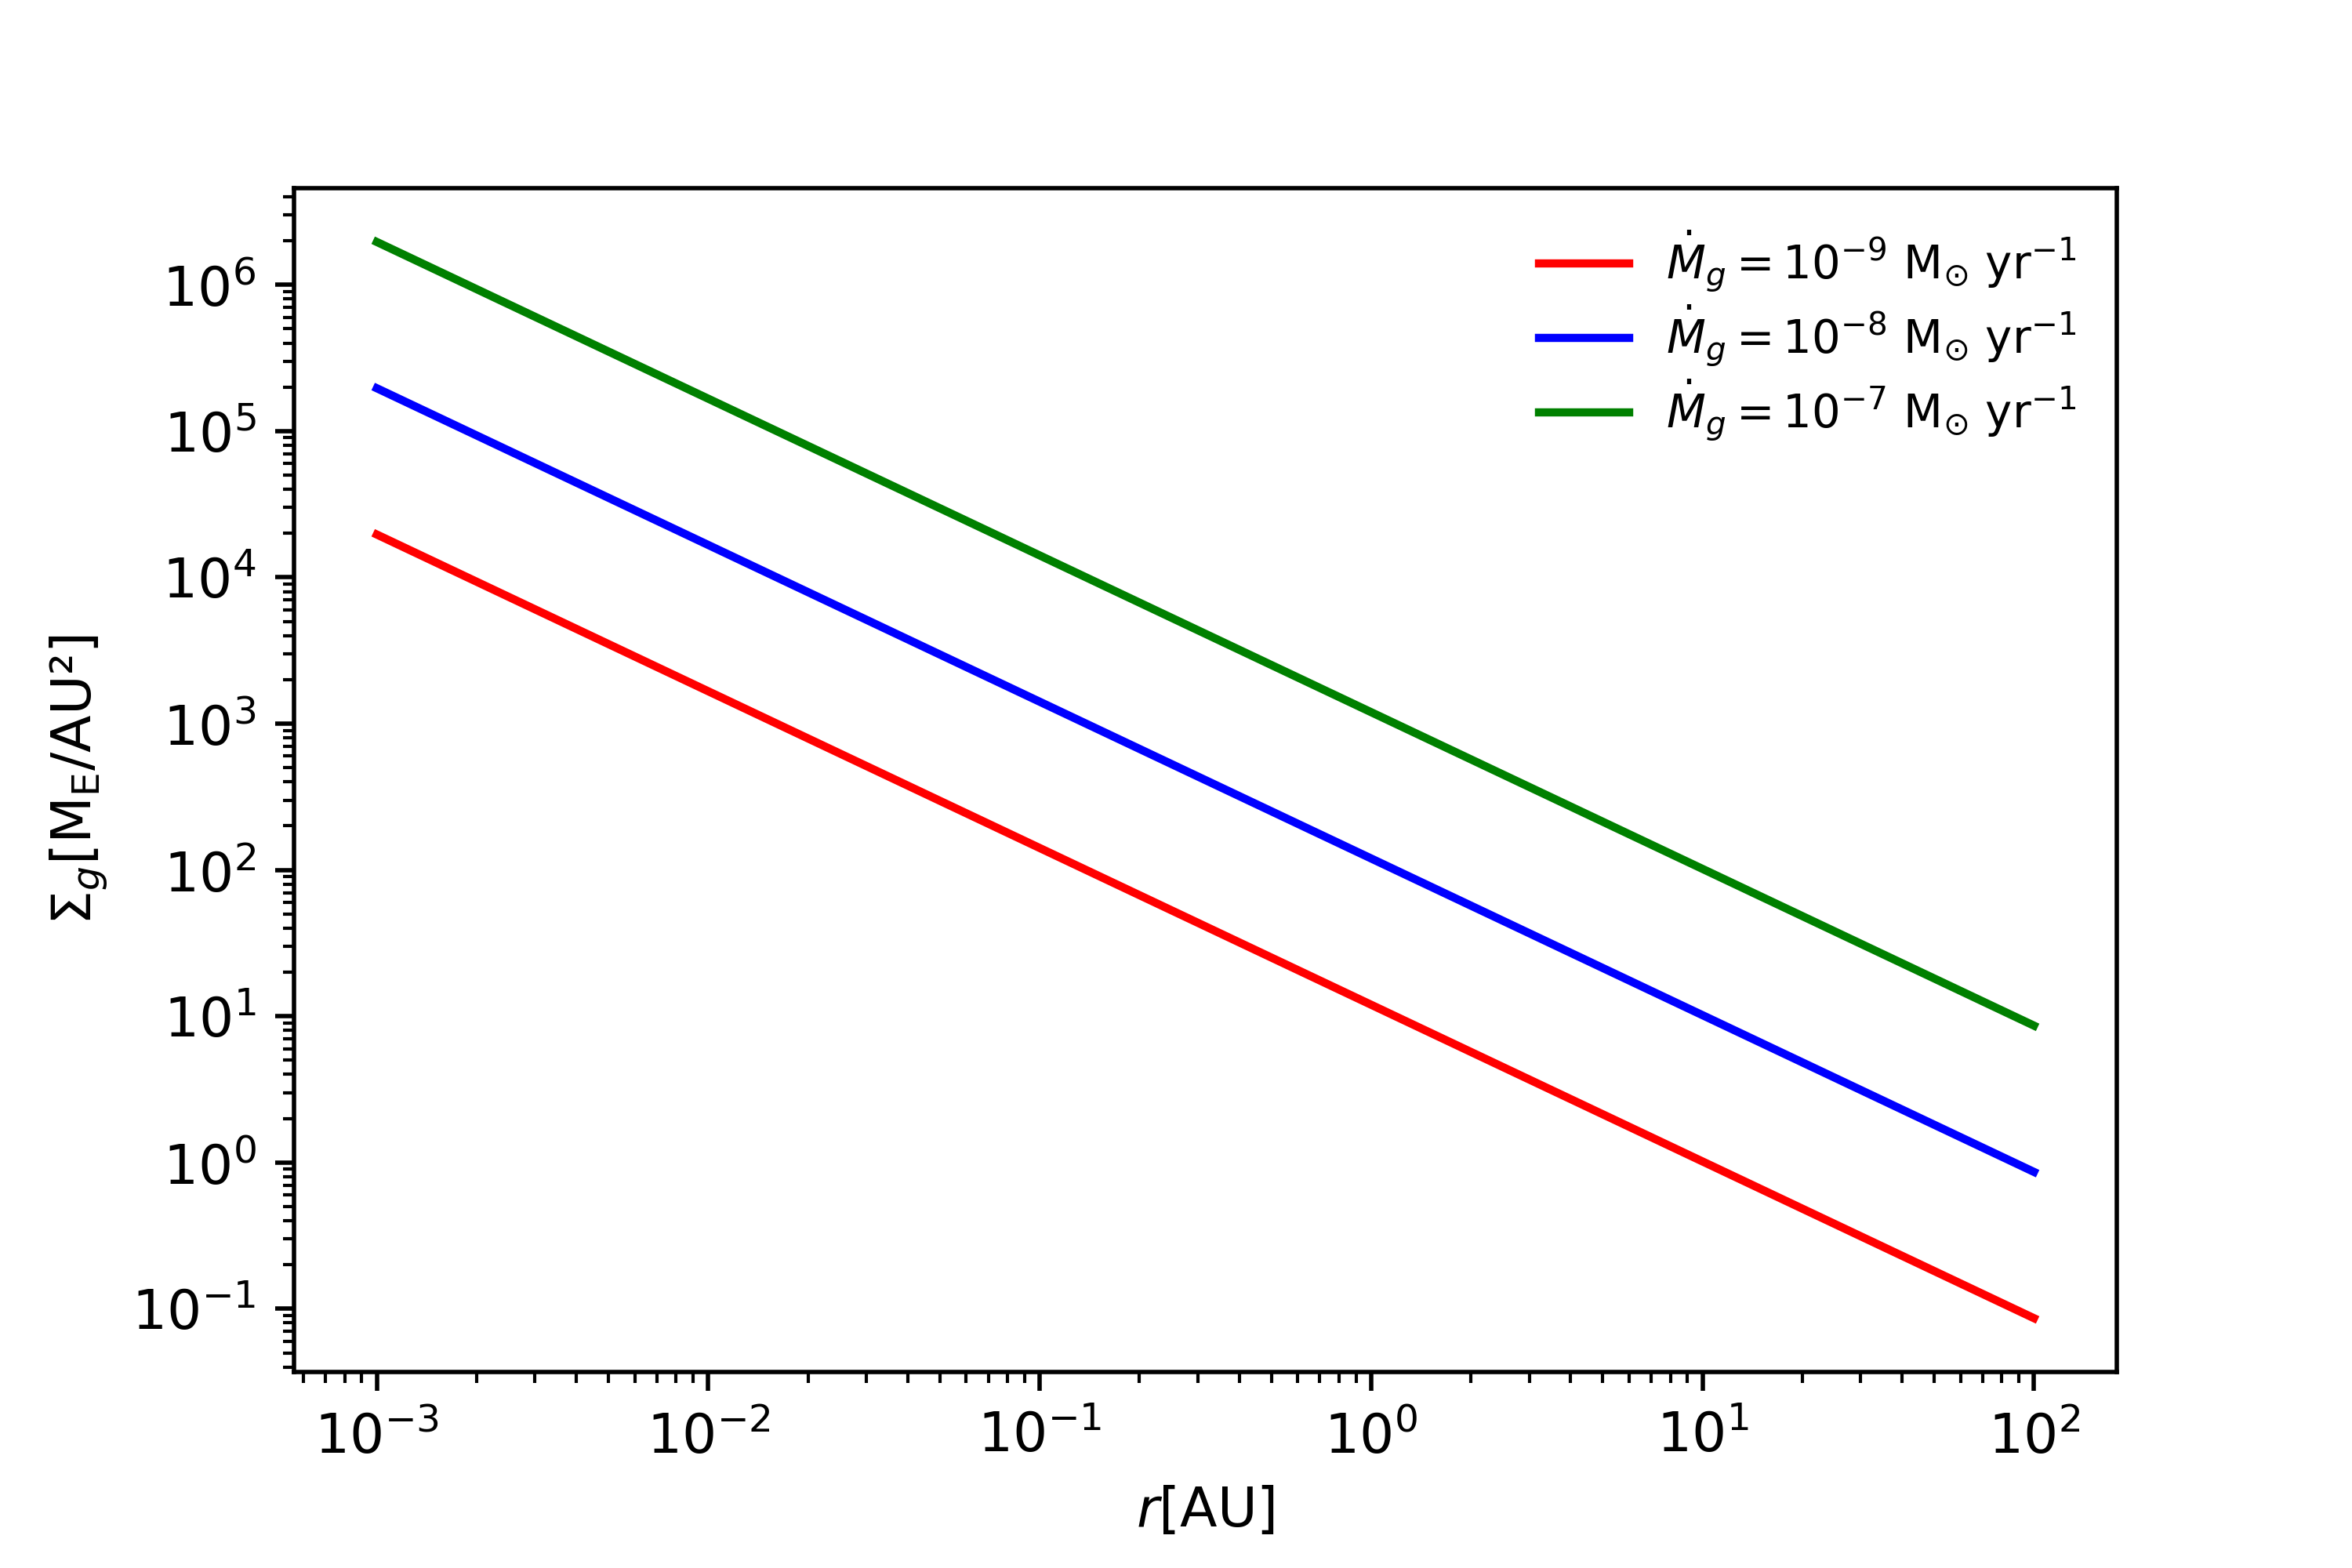 Ṁg = 10⁻⁹ M⊙ yr⁻¹
Ṁg = 10⁻⁸ M⊙ yr⁻¹
Ṁg = 10⁻⁷ M⊙ yr⁻¹
Σg[M_E/AU²]
10⁶
10⁵
10⁴
10³
10²
10¹
10⁰
10⁻¹
10⁻³ 10⁻² 10⁻¹ 10⁰ 10¹ 10²
r[AU]